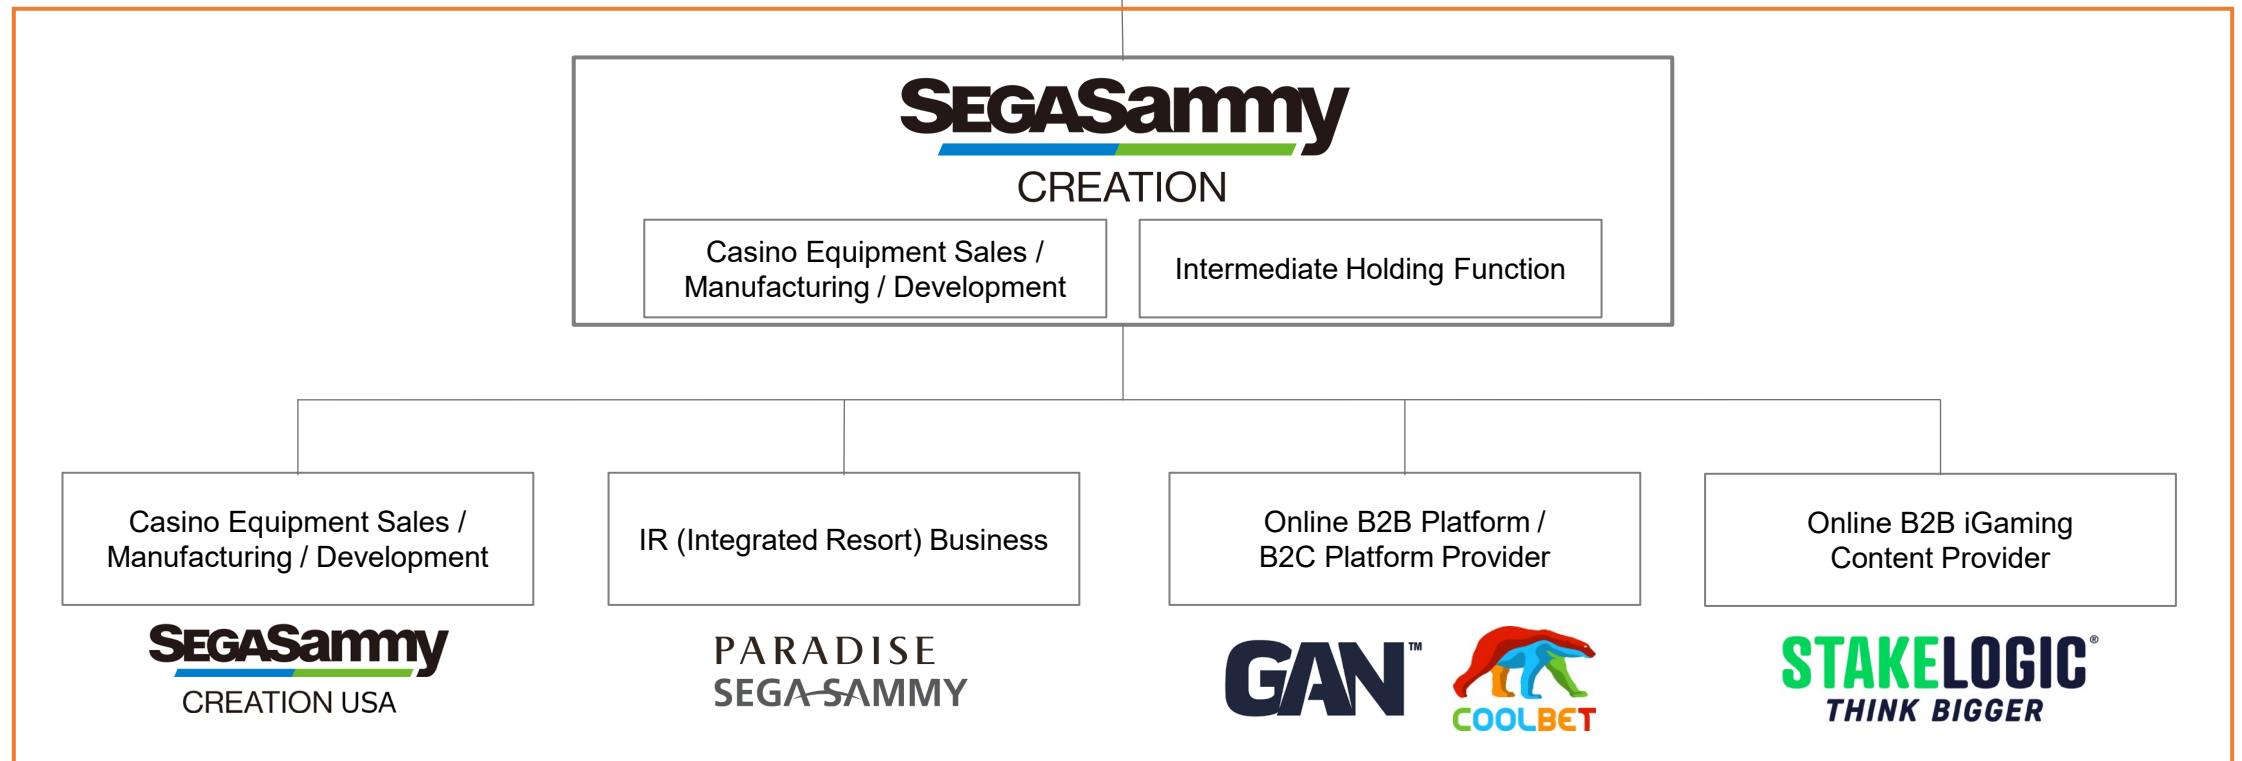 SEGASammy
CREATION
Casino Equipment Sales /
Manufacturing / Development
Intermediate Holding Function
Casino Equipment Sales /
Manufacturing / Development
SEGASammy
CREATION USA
IR (Integrated Resort) Business
PARADISE
SEGA SAMMY
Online B2B Platform /
B2C Platform Provider
GAN™
COOLBET
Online B2B iGaming
Content Provider
STAKELOGIC®
THINK BIGGER